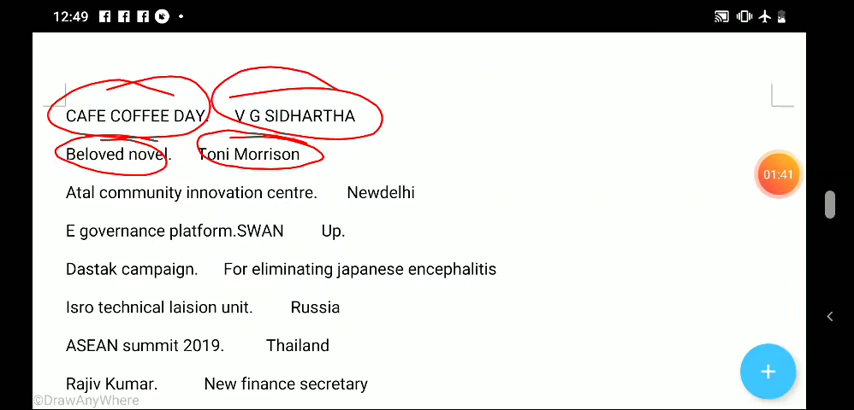 12:49
CAFE COFFEE DAY. V G SIDHARTHA
Beloved novel. Toni Morrison
01:41
Atal community innovation centre. Newdelhi
E governance platform.SWAN Up.
Dastak campaign. For eliminating japanese encephalitis
Isro technical laision unit. Russia
ASEAN summit 2019. Thailand
Rajiv Kumar. New finance secretary
©DrawAnyWhere